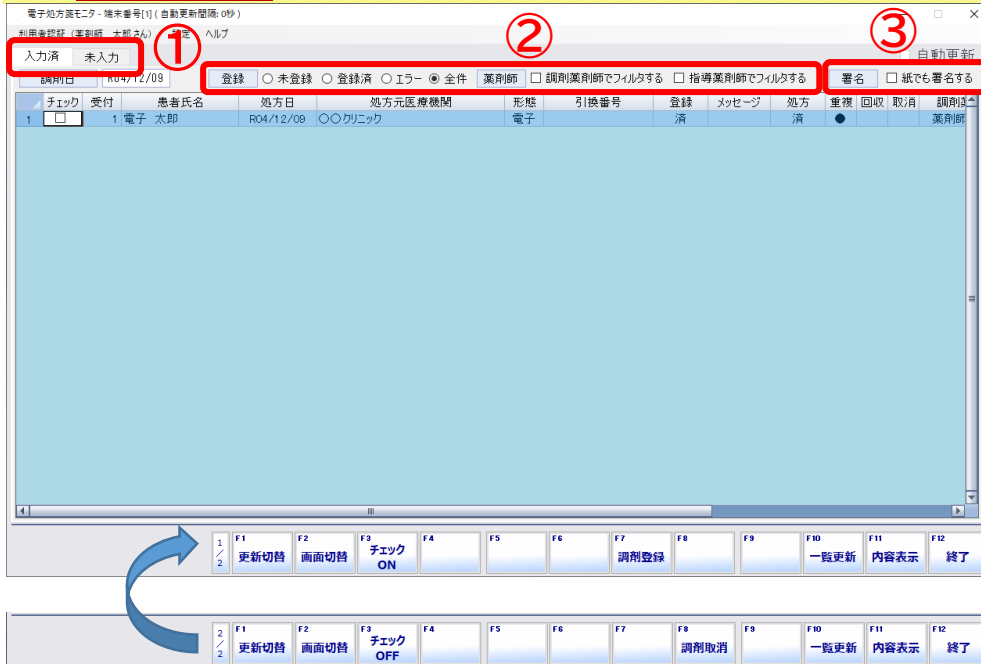 電子処方箋モニタ - 端末番号[1] ( 自動更新間隔: 0秒 )
利用者認証（薬剤師 太郎さん） 設定 ヘルプ
① ② ③
入力済 未入力 自動更新
調剤日 R04/12/09 登録 ○ 未登録 ○ 登録済 ○ エラー ◉ 全件 薬剤師 □ 調剤薬剤師でフィルタする □ 指導薬剤師でフィルタする 署名 □ 紙でも署名する
チェック 受付 患者氏名 処方日 処方元医療機関 形態 引換番号 登録 メッセージ 処方 重複 回収 取消 調剤
1 □ 1 電子 太郎 R04/12/09 〇〇クリニック 電子 済 済 ● 薬剤師
1/2 F1 更新切替 F2 画面切替 F3 チェック ON F4 F5 F6 F7 調剤登録 F8 F9 F10 一覧更新 F11 内容表示 F12 終了
2/2 F1 更新切替 F2 画面切替 F3 チェック OFF F4 F5 F6 F7 F8 調剤取消 F9 F10 一覧更新 F11 内容表示 F12 終了